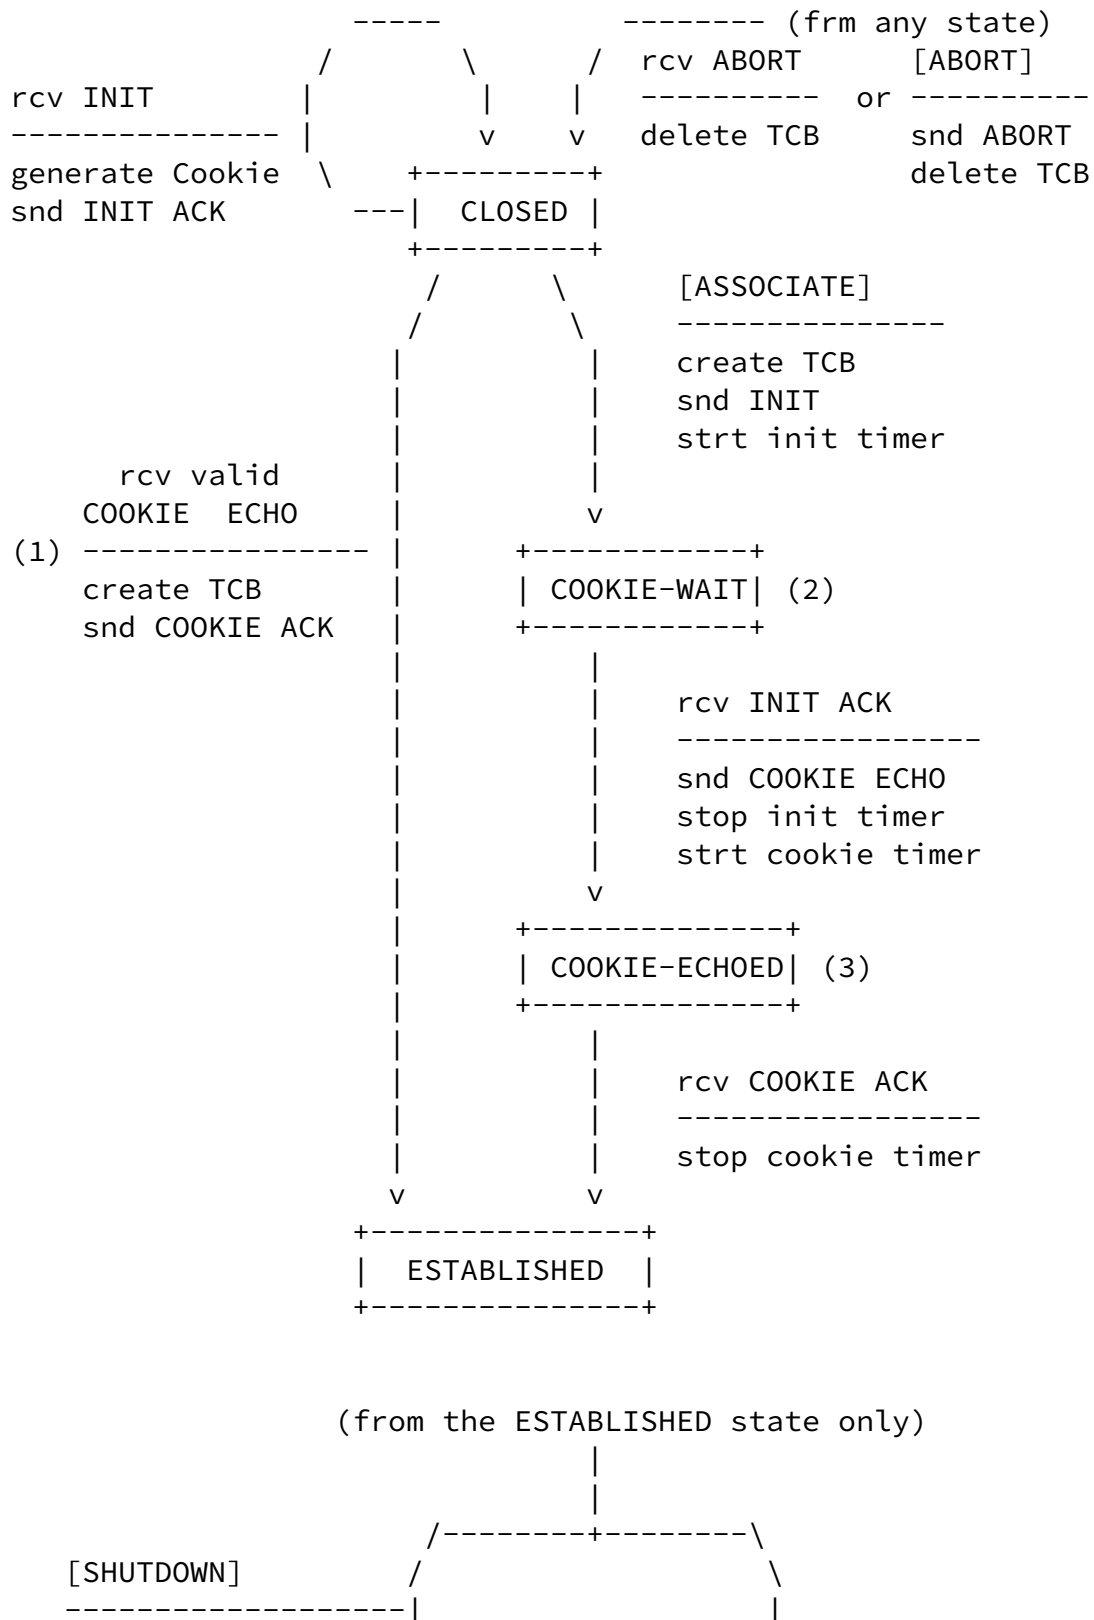 -----          -------- (frm any state)
                     /       \      /  rcv ABORT      [ABORT]
   rcv INIT         |         |    |   ----------  or ----------
   --------------- |          v    v   delete TCB     snd ABORT
   generate Cookie  \     +---------+                 delete TCB
   snd INIT ACK       ---|  CLOSED |
                          +---------+
                           /      \      [ASSOCIATE]
                          /        \     ---------------
                         |          |    create TCB
                         |          |    snd INIT
                         |          |    strt init timer
         rcv valid       |          |
       COOKIE  ECHO      |          v
   (1) ---------------- |      +------------+
       create TCB        |      | COOKIE-WAIT| (2)
       snd COOKIE ACK    |      +------------+
                         |          |
                         |          |    rcv INIT ACK
                         |          |    -----------------
                         |          |    snd COOKIE ECHO
                         |          |    stop init timer
                         |          |    strt cookie timer
                         |          v
                         |      +--------------+
                         |      | COOKIE-ECHOED| (3)
                         |      +--------------+
                         |          |
                         |          |    rcv COOKIE ACK
                         |          |    -----------------
                         |          |    stop cookie timer
                         v          v
                       +---------------+
                       |  ESTABLISHED  |
                       +---------------+
                      (from the ESTABLISHED state only)
                                    |
                                    |
                           /--------+--------\
       [SHUTDOWN]         /                   \
       -------------------|                   |